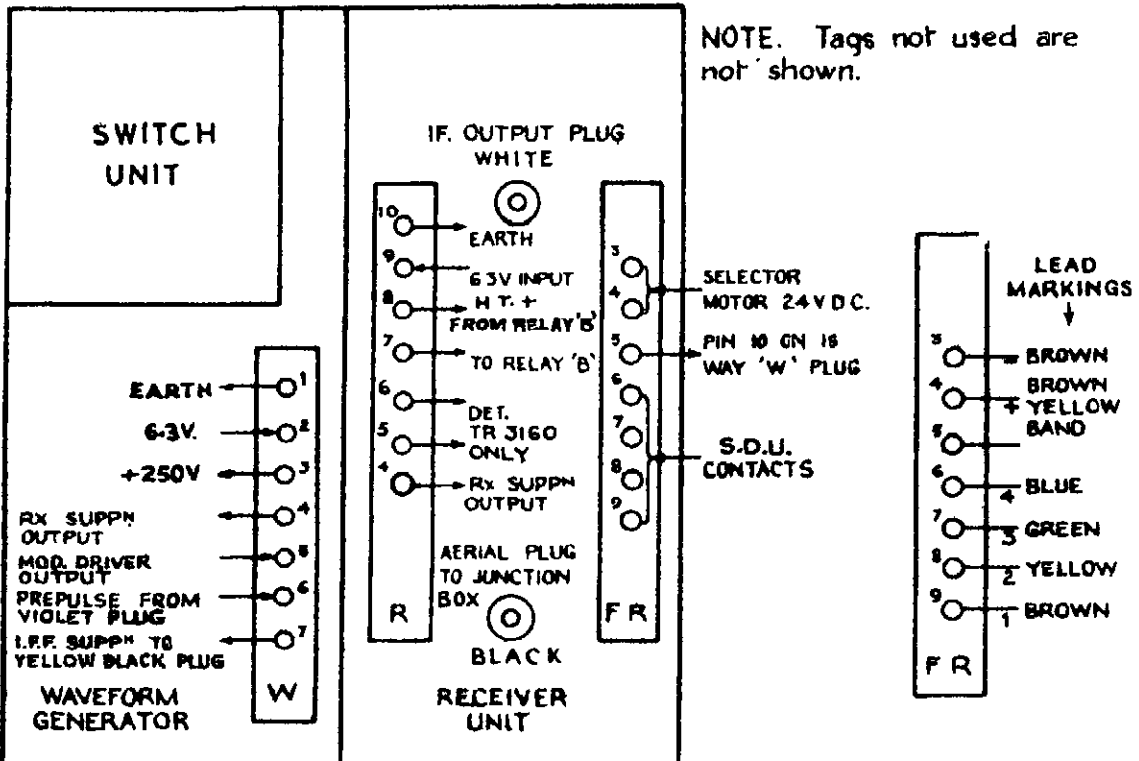 NOTE. Tags not used are
not shown.
SWITCH
UNIT
IF. OUTPUT PLUG
WHITE
10
EARTH
9
6 3V INPUT
8
H T. +
FROM RELAY 'B'
7
TO RELAY 'B'
6
DET.
TR 3160
ONLY
5
4
RX SUPPN
OUTPUT
AERIAL PLUG
TO JUNCTION
BOX
R
BLACK
RECEIVER
UNIT
3
4
SELECTOR
MOTOR 24V D.C.
5
PIN 10 ON 18
WAY 'W' PLUG
6
7
8
9
S.D.U.
CONTACTS
F R
EARTH
1
6·3V.
2
+250V
3
RX SUPPN
OUTPUT
4
MOD. DRIVER
OUTPUT
5
PREPULSE FROM
VIOLET PLUG
6
I.F.F. SUPPN TO
YELLOW BLACK PLUG
7
W
WAVEFORM
GENERATOR
LEAD
MARKINGS
3
- BROWN
4
+ BROWN
YELLOW
BAND
5
6
4 BLUE
7
3 GREEN
8
2 YELLOW
9
1 BROWN
F R